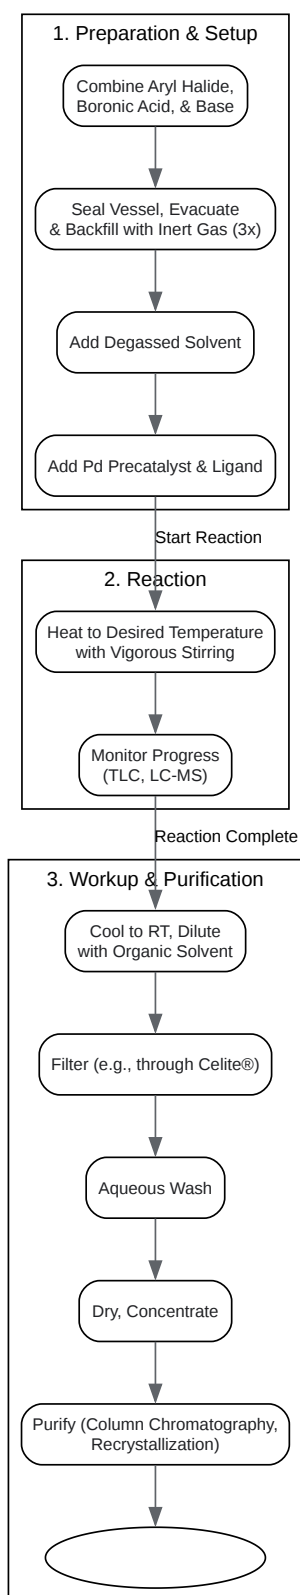 1. Preparation & Setup
Combine Aryl Halide,
Boronic Acid, & Base
Seal Vessel, Evacuate
& Backfill with Inert Gas (3x)
Add Degassed Solvent
Add Pd Precatalyst & Ligand
Start Reaction
2. Reaction
Heat to Desired Temperature
with Vigorous Stirring
Monitor Progress
(TLC, LC-MS)
Reaction Complete
3. Workup & Purification
Cool to RT, Dilute
with Organic Solvent
Filter (e.g., through Celite®)
Aqueous Wash
Dry, Concentrate
Purify (Column Chromatography,
Recrystallization)